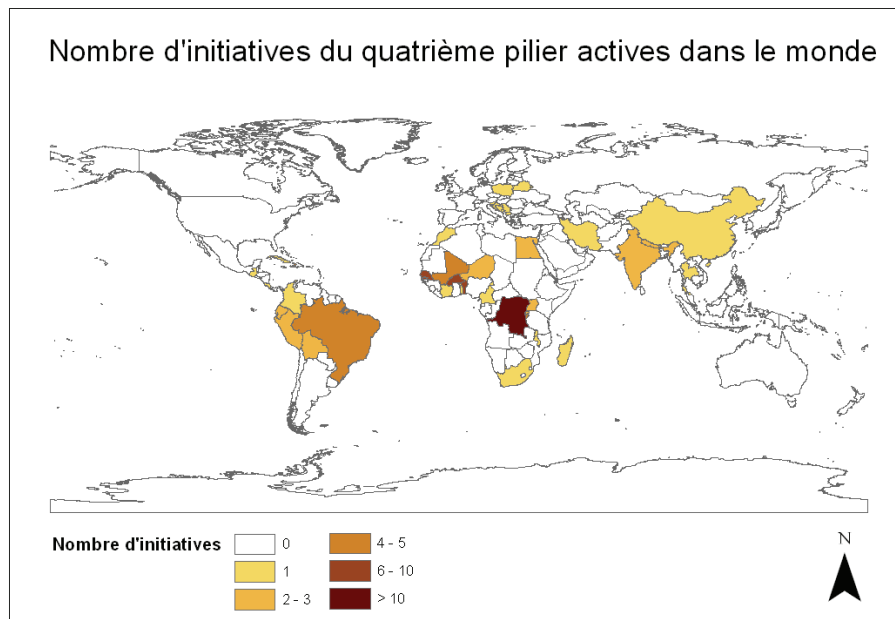 Nombre d'initiatives du quatrième pilier actives dans le monde
Nombre d'initiatives
0
1
2 - 3
4 - 5
6 - 10
> 10
N